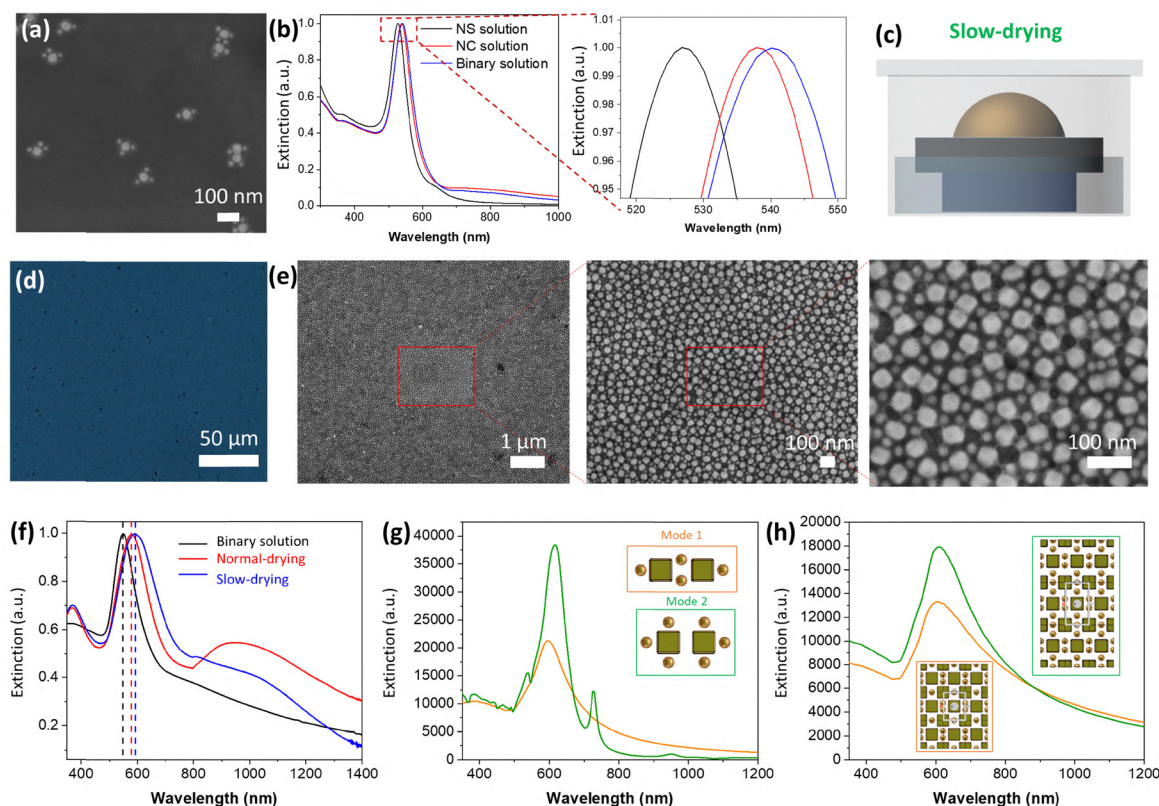 (a)
100 nm
(b)
Extinction (a.u.)
1.0
0.8
0.6
0.4
0.2
0.0
400
600
800
1000
Wavelength (nm)
NS solution
NC solution
Binary solution
Extinction (a.u.)
1.00
0.99
0.98
0.97
0.96
0.95
520
530
540
550
Wavelength (nm)
(c)
Slow-drying
(d)
50 µm
(e)
1 µm
100 nm
100 nm
(f)
Extinction (a.u.)
1.0
0.8
0.6
0.4
0.2
400
600
800
1000
1200
1400
Wavelength (nm)
Binary solution
Normal-drying
Slow-drying
(g)
Extinction (a.u.)
45000
40000
35000
30000
25000
20000
15000
10000
5000
0
400
600
800
1000
1200
Wavelength (nm)
Mode 1
Mode 2
(h)
Extinction (a.u.)
20000
18000
16000
14000
12000
10000
8000
6000
4000
2000
0
400
600
800
1000
1200
Wavelength (nm)